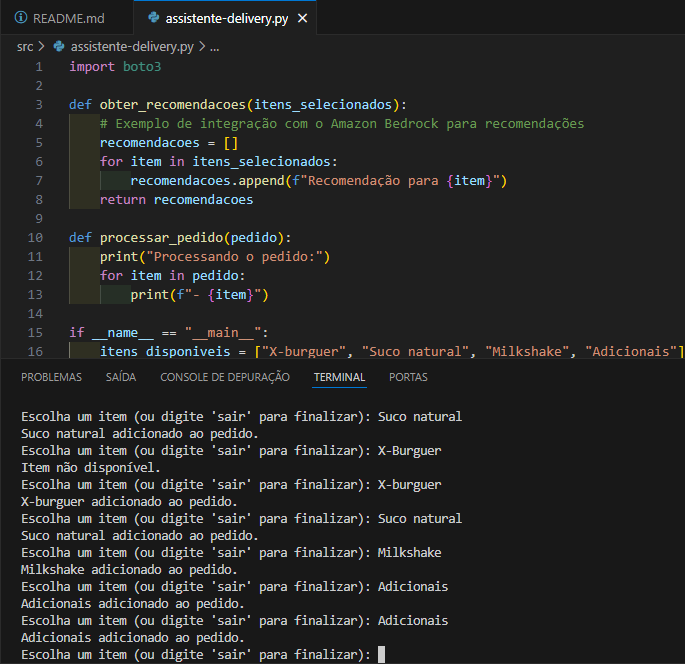 README.md assistente-delivery.py
src > assistente-delivery.py > ...
1 import boto3
2
3 def obter_recomendacoes(itens_selecionados):
4     # Exemplo de integração com o Amazon Bedrock para recomendações
5     recomendacoes = []
6     for item in itens_selecionados:
7         recomendacoes.append(f"Recomendação para {item}")
8     return recomendacoes
9
10 def processar_pedido(pedido):
11     print("Processando o pedido:")
12     for item in pedido:
13         print(f"- {item}")
14
15 if __name__ == "__main__":
16     itens_disponiveis = ["X-burguer", "Suco natural", "Milkshake", "Adicionais"]
PROBLEMAS SAÍDA CONSOLE DE DEPURAÇÃO TERMINAL PORTAS
Escolha um item (ou digite 'sair' para finalizar): Suco natural
Suco natural adicionado ao pedido.
Escolha um item (ou digite 'sair' para finalizar): X-Burguer
Item não disponível.
Escolha um item (ou digite 'sair' para finalizar): X-burguer
X-burguer adicionado ao pedido.
Escolha um item (ou digite 'sair' para finalizar): Suco natural
Suco natural adicionado ao pedido.
Escolha um item (ou digite 'sair' para finalizar): Milkshake
Milkshake adicionado ao pedido.
Escolha um item (ou digite 'sair' para finalizar): Adicionais
Adicionais adicionado ao pedido.
Escolha um item (ou digite 'sair' para finalizar): Adicionais
Adicionais adicionado ao pedido.
Escolha um item (ou digite 'sair' para finalizar):